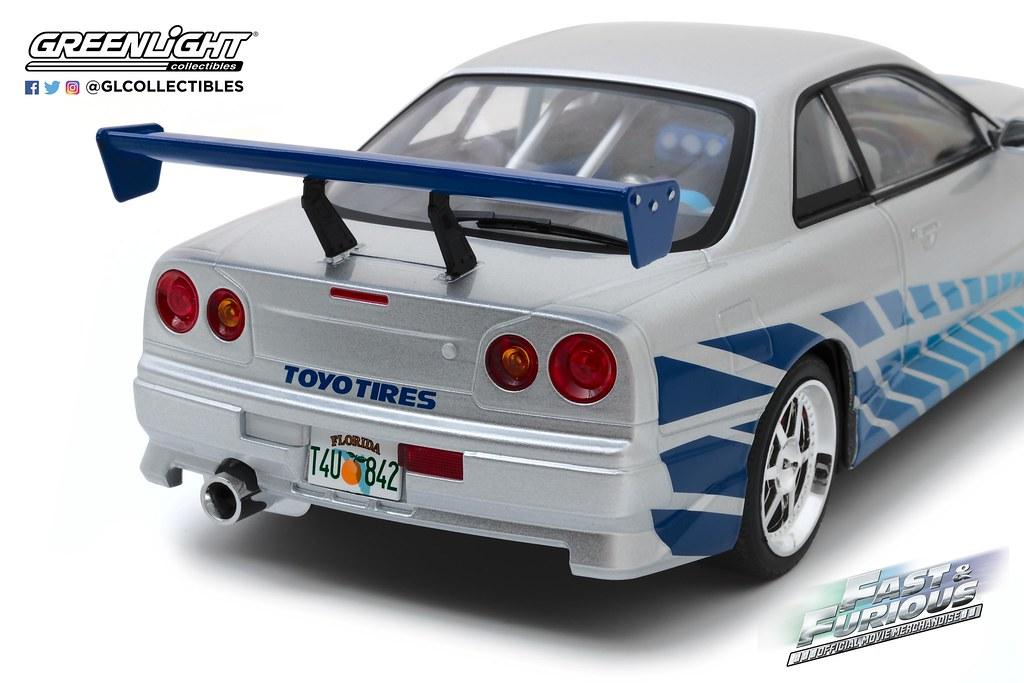 GREENLIGHT®
collectibles
@GLCOLLECTIBLES
TOYO TIRES
FLORIDA
T4U 842
FAST &
FURIOUS
OFFICIAL MOVIE MERCHANDISE